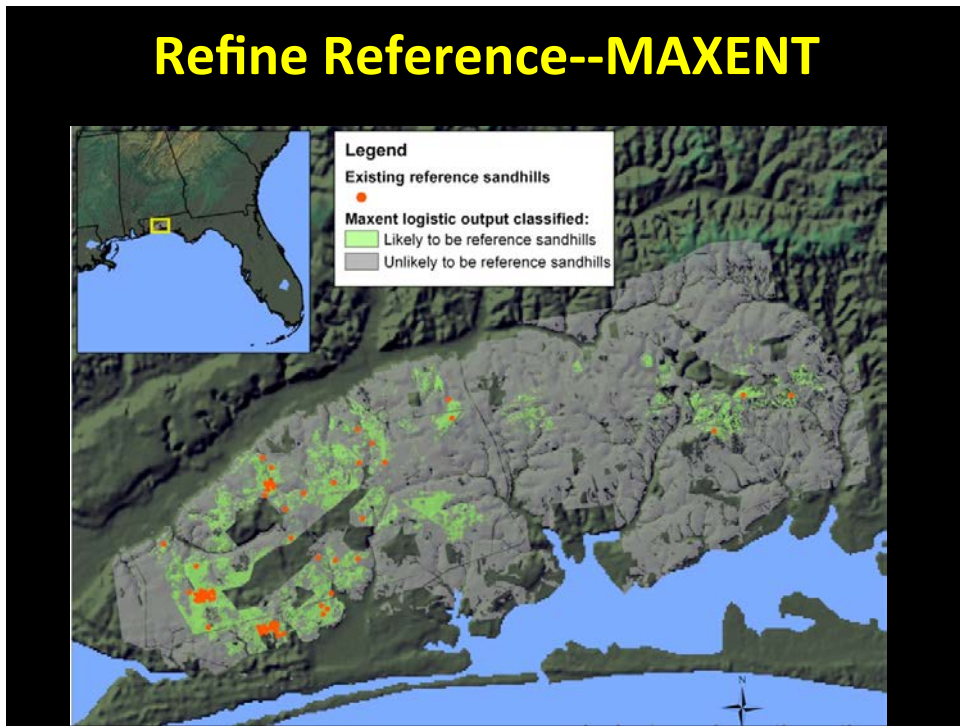 Refine Reference--MAXENT
Legend
Existing reference sandhills
Maxent logistic output classified:
Likely to be reference sandhills
Unlikely to be reference sandhills
N